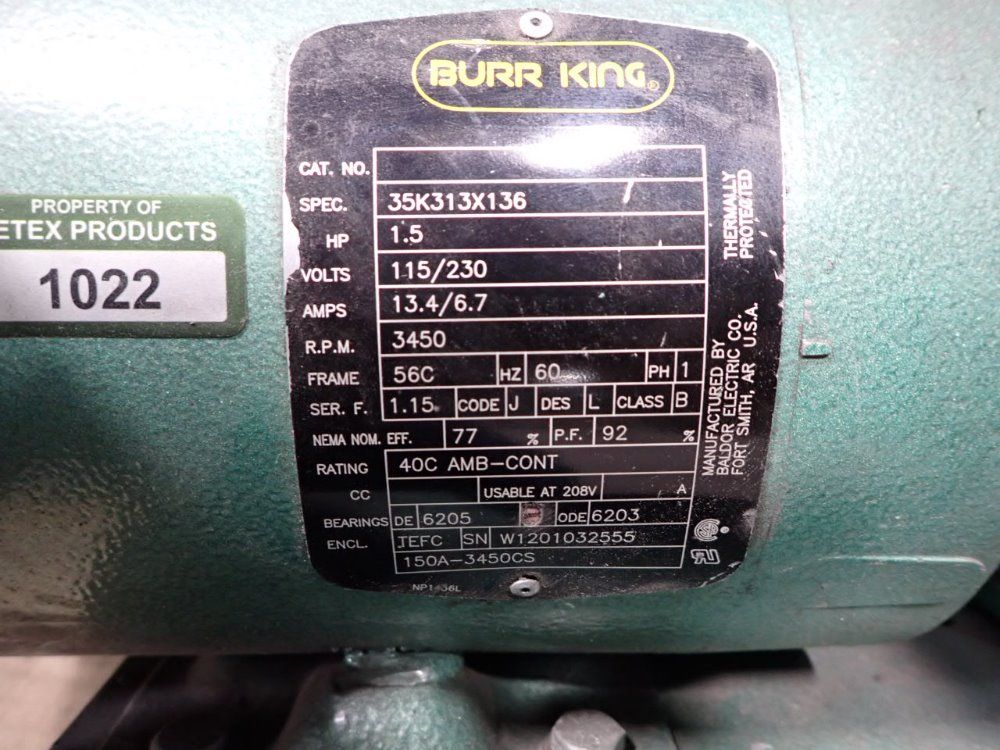 BURR KING®
CAT. NO.
SPEC. 35K313X136
HP 1.5
VOLTS 115/230
AMPS 13.4/6.7
R.P.M. 3450
FRAME 56C HZ 60 PH 1
SER. F. 1.15 CODE J DES L CLASS B
NEMA NOM. EFF. 77 % P.F. 92 %
RATING 40C AMB-CONT
CC USABLE AT 208V A
BEARINGS DE 6205 ODE 6203
ENCL. TEFC SN W1201032555
150A-3450CS
NP1436L
THERMALLY
PROTECTED
MANUFACTURED BY
BALDOR ELECTRIC CO.
FORT SMITH, AR U.S.A.
PROPERTY OF
ETEX PRODUCTS
1022